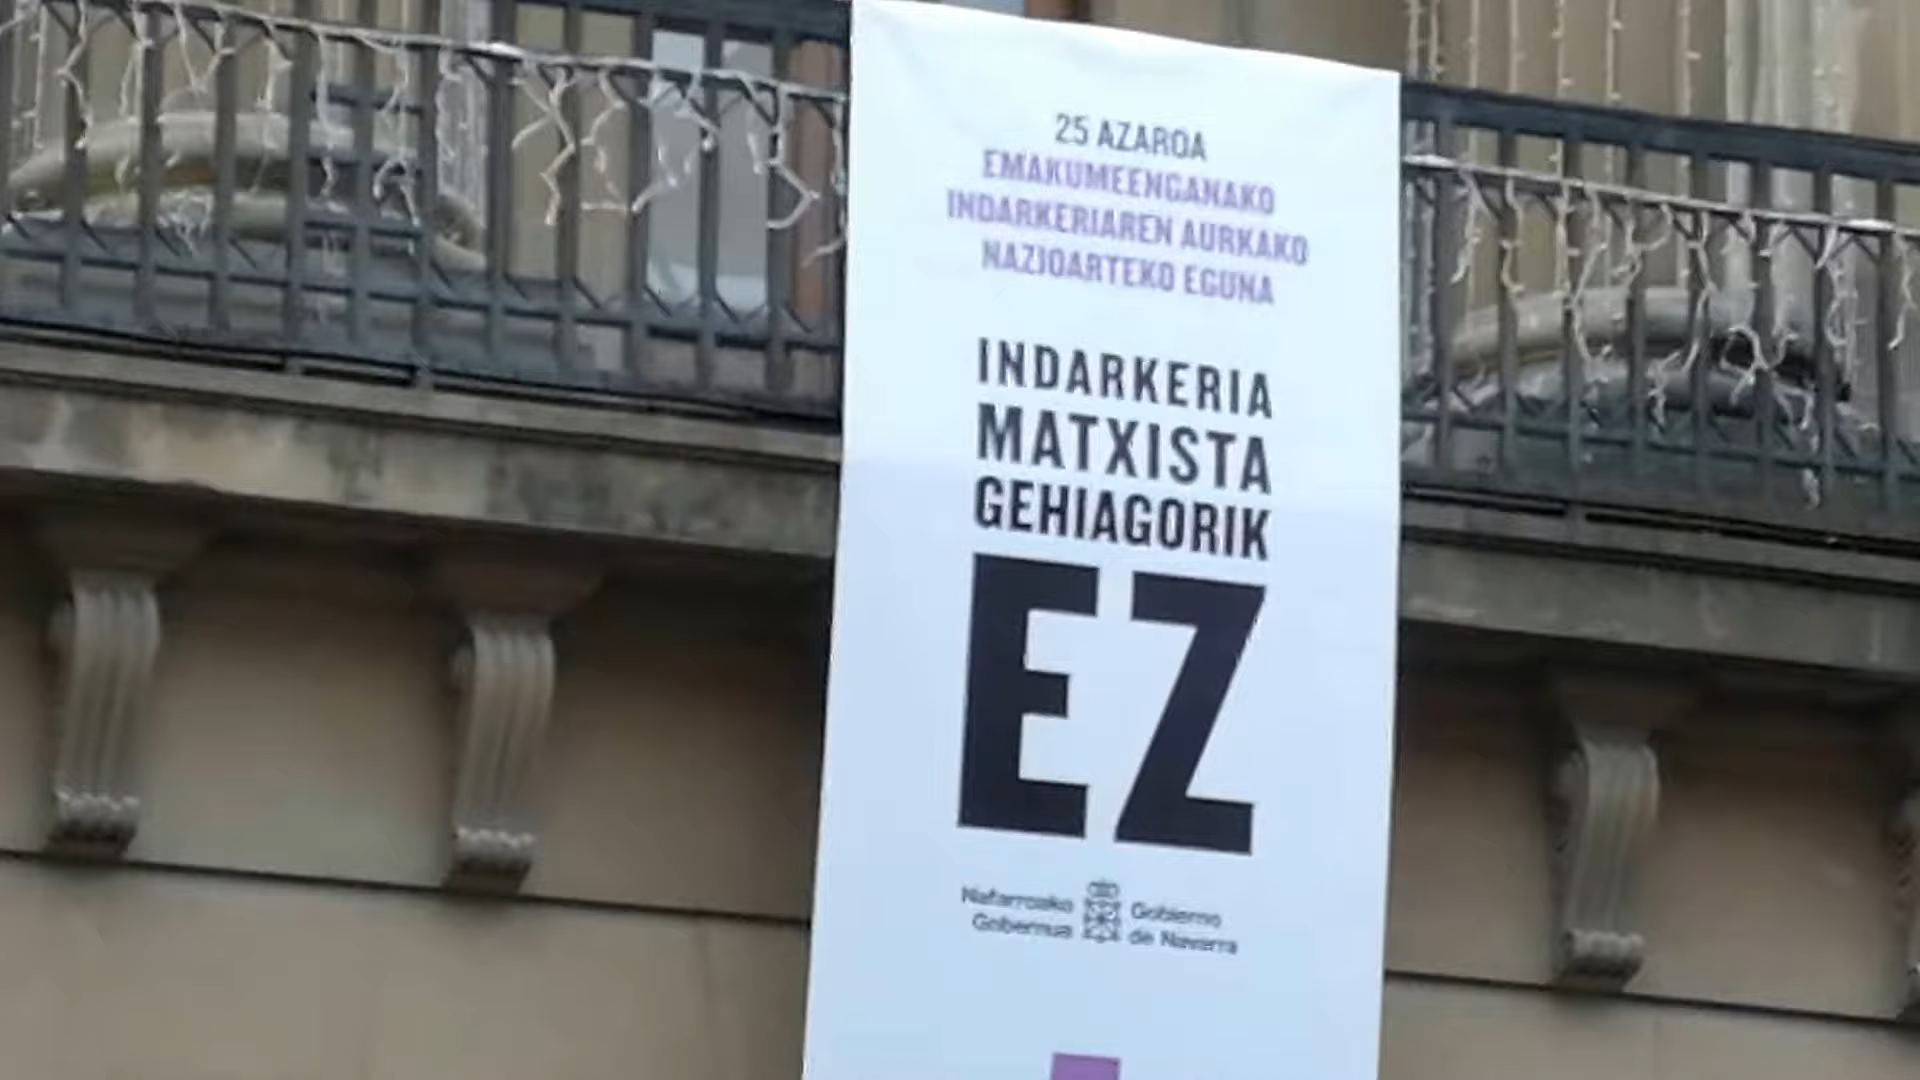 25 AZAROA
EMAKUMEENGANAKO
INDARKERIAREN AURKAKO
NAZIOARTEKO EGUNA
INDARKERIA
MATXISTA
GEHIAGORIK
EZ
Nafarroako Gobierno
Gobernua de Navarra